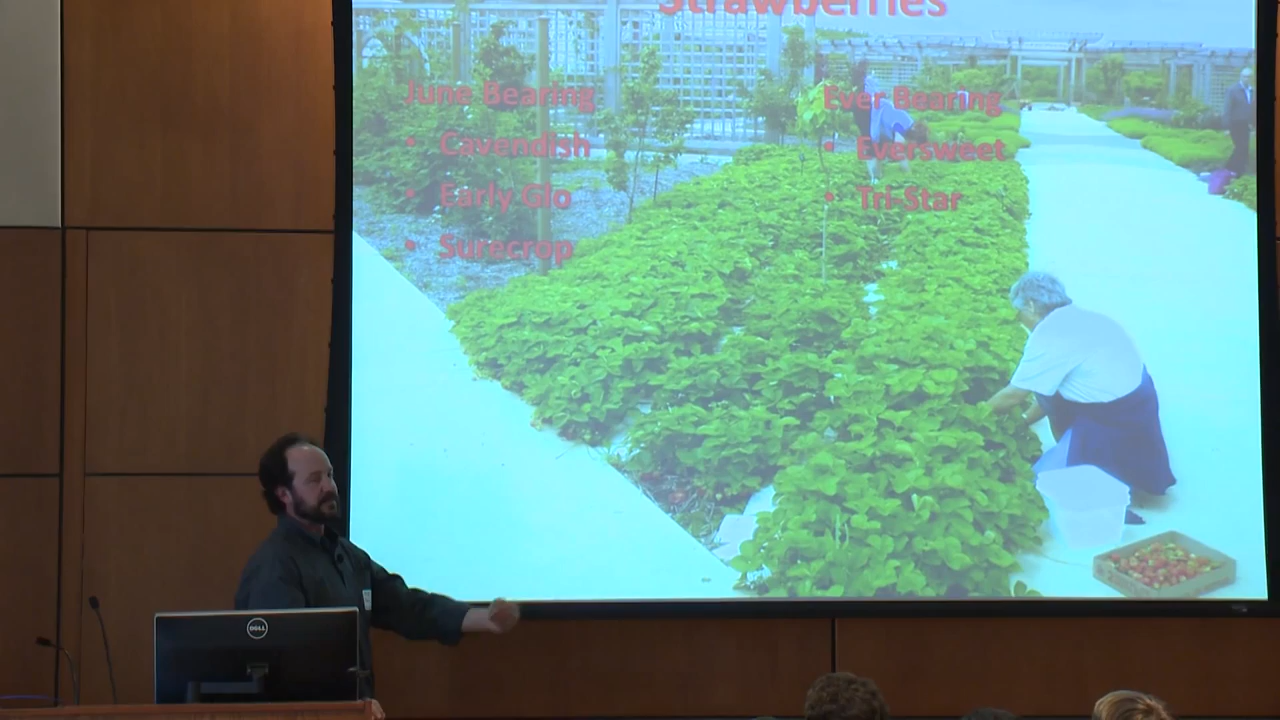 Strawberries
June Bearing
• Cavendish
• Early Glo
• Surecrop
Ever Bearing
• Eversweet
• Tri-Star
DELL